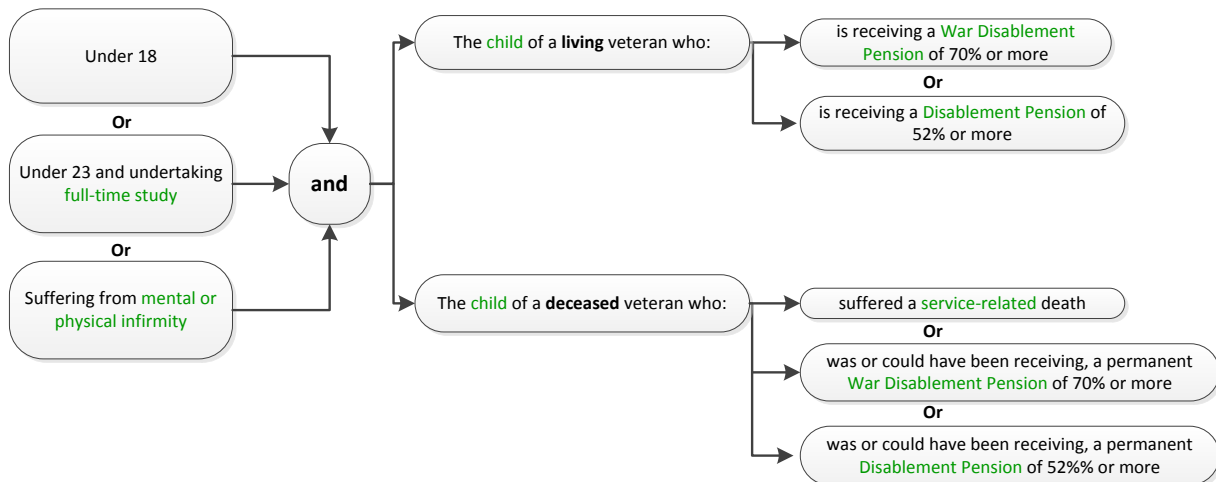 Under 18
Or
Under 23 and undertaking
full-time study
Or
Suffering from mental or
physical infirmity
and
The child of a living veteran who:
is receiving a War Disablement
Pension of 70% or more
Or
is receiving a Disablement Pension of
52% or more
The child of a deceased veteran who:
suffered a service-related death
Or
was or could have been receiving, a permanent
War Disablement Pension of 70% or more
Or
was or could have been receiving, a permanent
Disablement Pension of 52%% or more